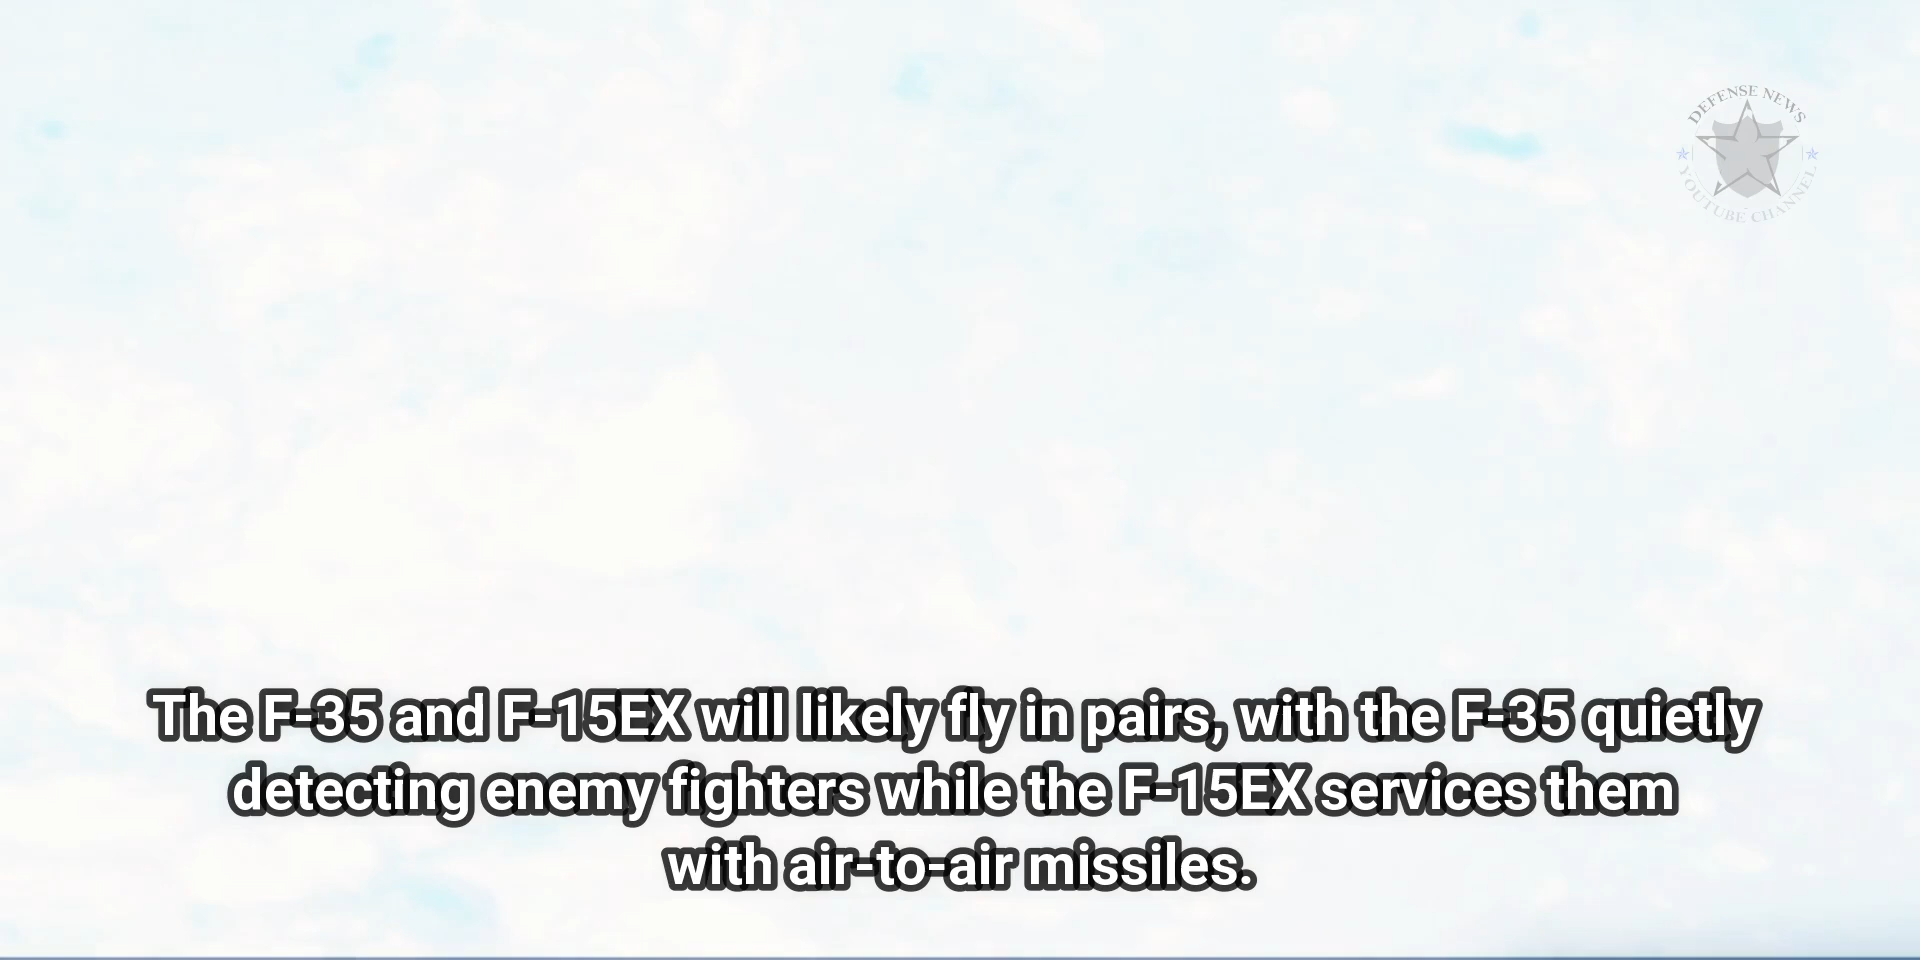 DEFENSE NEWS
YOUTUBE CHANNEL
The F-35 and F-15EX will likely fly in pairs, with the F-35 quietly
detecting enemy fighters while the F-15EX services them
with air-to-air missiles.